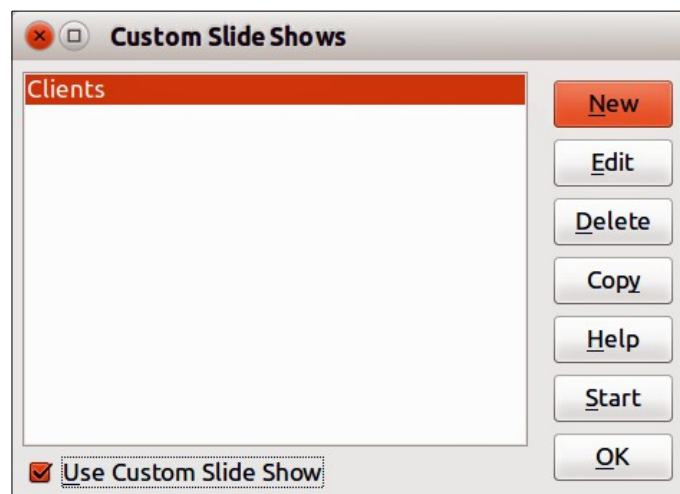 Custom Slide Shows
Clients
New
Edit
Delete
Copy
Help
Start
OK
Use Custom Slide Show